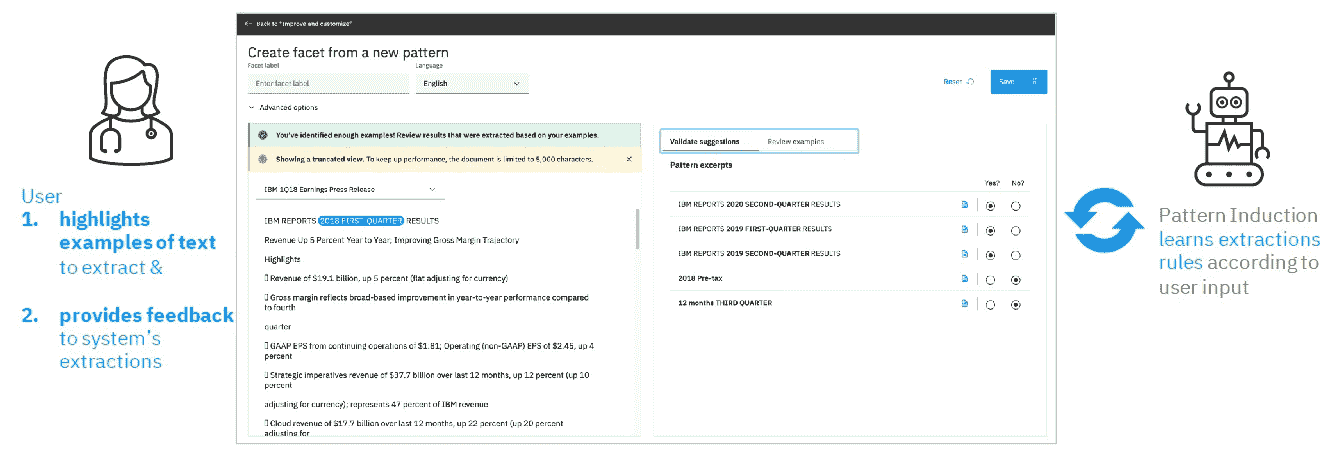 User
1. highlights
examples of text
to extract &
2. provides feedback
to system's
extractions
← Back to "Improve and customize"
Create facet from a new pattern
Facet label
Language
Enter facet label
English
Reset
Save
Advanced options
You've identified enough examples! Review results that were extracted based on your examples.
Showing a truncated view. To keep up performance, the document is limited to 5,000 characters.
IBM 1Q18 Earnings Press Release
IBM REPORTS 2018 FIRST-QUARTER RESULTS
Revenue Up 5 Percent Year to Year, Improving Gross Margin Trajectory
Highlights
▯ Revenue of $19.1 billion, up 5 percent (flat adjusting for currency)
▯ Gross margin reflects broad-based improvement in year-to-year performance compared
to fourth
quarter
▯ GAAP EPS from continuing operations of $1.81; Operating (non-GAAP) EPS of $2.45, up 4
percent
▯ Strategic imperatives revenue of $37.7 billion over last 12 months, up 12 percent (up 10
percent
adjusting for currency); represents 47 percent of IBM revenue
▯ Cloud revenue of $17.7 billion over last 12 months, up 22 percent (up 20 percent
adjusting for
Validate suggestions
Review examples
Pattern excerpts
Yes? No?
IBM REPORTS 2020 SECOND-QUARTER RESULTS
IBM REPORTS 2019 FIRST-QUARTER RESULTS
IBM REPORTS 2019 SECOND-QUARTER RESULTS
2018 Pre-tax
12 months THIRD QUARTER
Pattern Induction
learns extractions
rules according to
user input